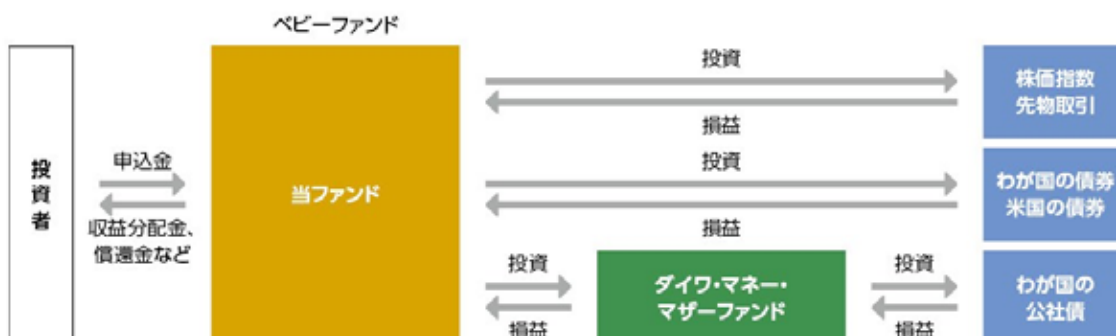 ベビーファンド
投資者
申込金
収益分配金、
償還金など
当ファンド
投資
損益
株価指数
先物取引
投資
損益
わが国の債券
米国の債券
投資
損益
ダイワ・マネー・
マザーファンド
投資
損益
わが国の
公社債